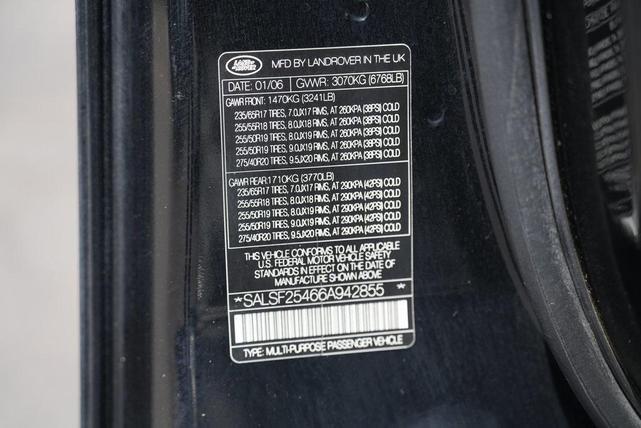 LAND ROVER MFD BY LANDROVER IN THE UK
DATE: 01/06 GVWR: 3070KG (6768LB)
GAWR FRONT: 1470KG (3241LB)
235/65R17 TIRES, 7.0JX17 RIMS, AT 260KPA (38PSI) COLD
255/55R18 TIRES, 8.0JX18 RIMS, AT 260KPA (38PSI) COLD
255/50R19 TIRES, 8.0JX19 RIMS, AT 260KPA (38PSI) COLD
255/50R19 TIRES, 9.0JX19 RIMS, AT 260KPA (38PSI) COLD
275/40R20 TIRES, 9.5JX20 RIMS, AT 260KPA (38PSI) COLD
GAWR REAR: 1710KG (3770LB)
235/65R17 TIRES, 7.0JX17 RIMS, AT 290KPA (42PSI) COLD
255/55R18 TIRES, 8.0JX18 RIMS, AT 290KPA (42PSI) COLD
255/50R19 TIRES, 8.0JX19 RIMS, AT 290KPA (42PSI) COLD
255/50R19 TIRES, 9.0JX19 RIMS, AT 290KPA (42PSI) COLD
275/40R20 TIRES, 9.5JX20 RIMS, AT 290KPA (42PSI) COLD
THIS VEHICLE CONFORMS TO ALL APPLICABLE
U.S. FEDERAL MOTOR VEHICLE SAFETY
STANDARDS IN EFFECT ON THE DATE OF
MANUFACTURE SHOWN ABOVE
*SALSF25466A942855*
TYPE: MULTI-PURPOSE PASSENGER VEHICLE